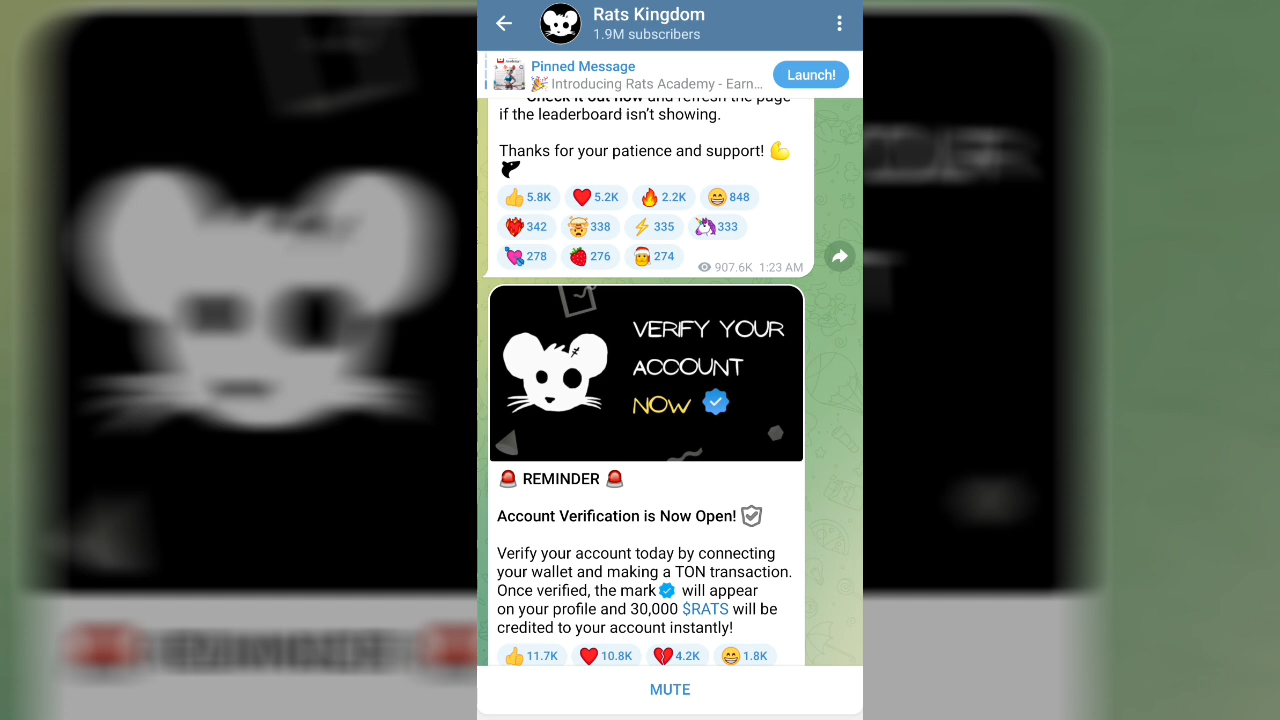 Rats Kingdom
1.9M subscribers
Pinned Message
🎉 Introducing Rats Academy - Earn...
Launch!
Check it out now and refresh the page
if the leaderboard isn't showing.
Thanks for your patience and support! 💪
👍 5.8K ❤️ 5.2K 🔥 2.2K 😁 848
❤️‍🔥 342 🤯 338 ⚡ 335 🦄 333
💘 278 🍓 276 274
907.6K 1:23 AM
VERIFY YOUR
ACCOUNT
NOW
🚨 REMINDER 🚨
Account Verification is Now Open!
Verify your account today by connecting
your wallet and making a TON transaction.
Once verified, the mark will appear
on your profile and 30,000 $RATS will be
credited to your account instantly!
👍 11.7K ❤️ 10.8K 💔 4.2K 😁 1.8K
MUTE